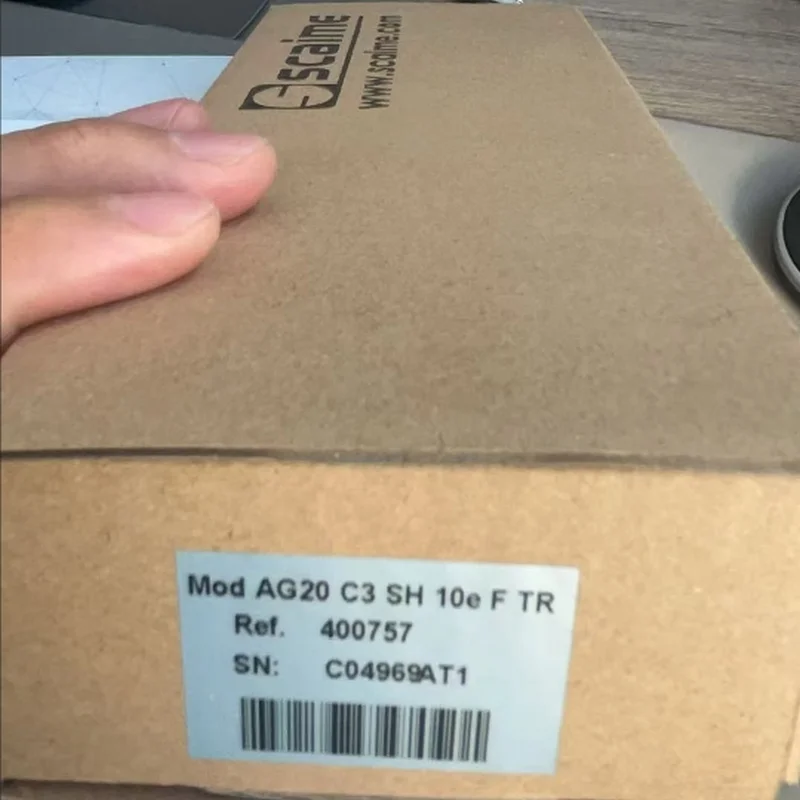 scaime
www.scaime.com
Mod AG20 C3 SH 10e F TR
Ref. 400757
SN: C04969AT1